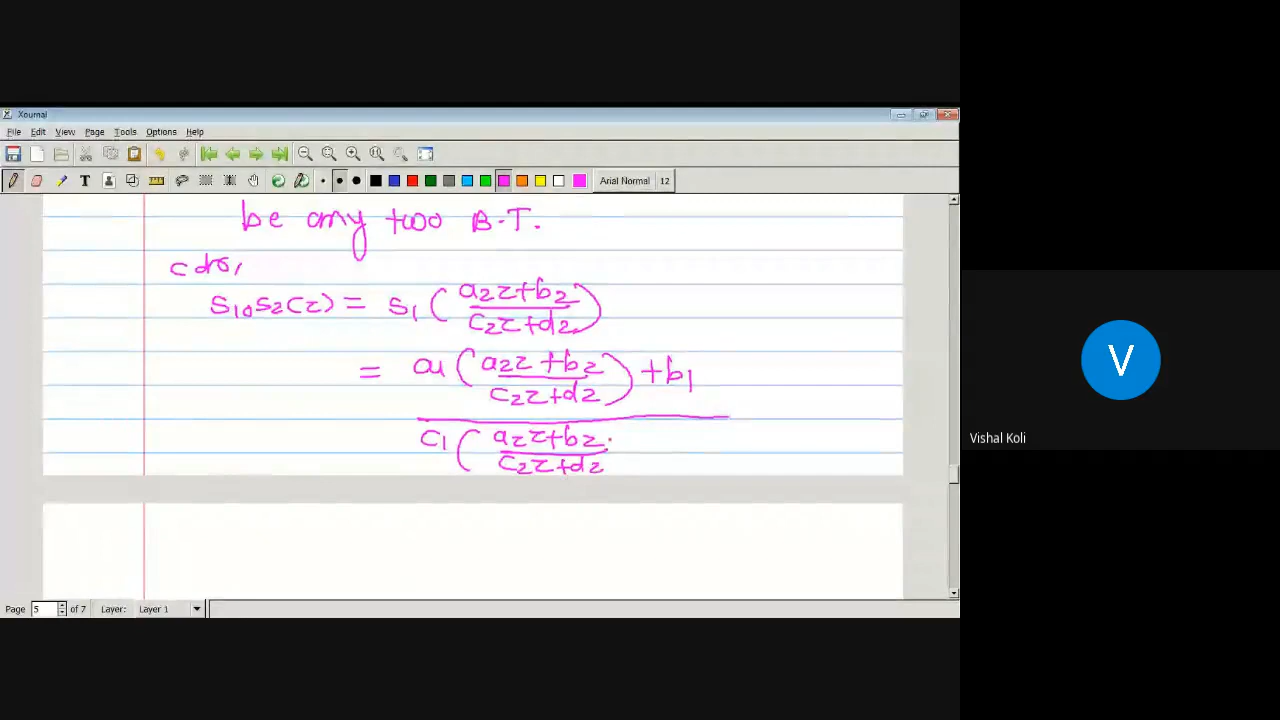 Xournal
File Edit View Page Tools Options Help
Arial Normal 12
be any two B.T.
cdr,
S1oS2(z) = S1 ( a2z+b2 / c2z+d2 )
= a1 ( a2z+b2 / c2z+d2 ) + b1
c1 ( a2z+b2 / c2z+d2
Page 5 of 7 Layer: Layer 1
V
Vishal Koli